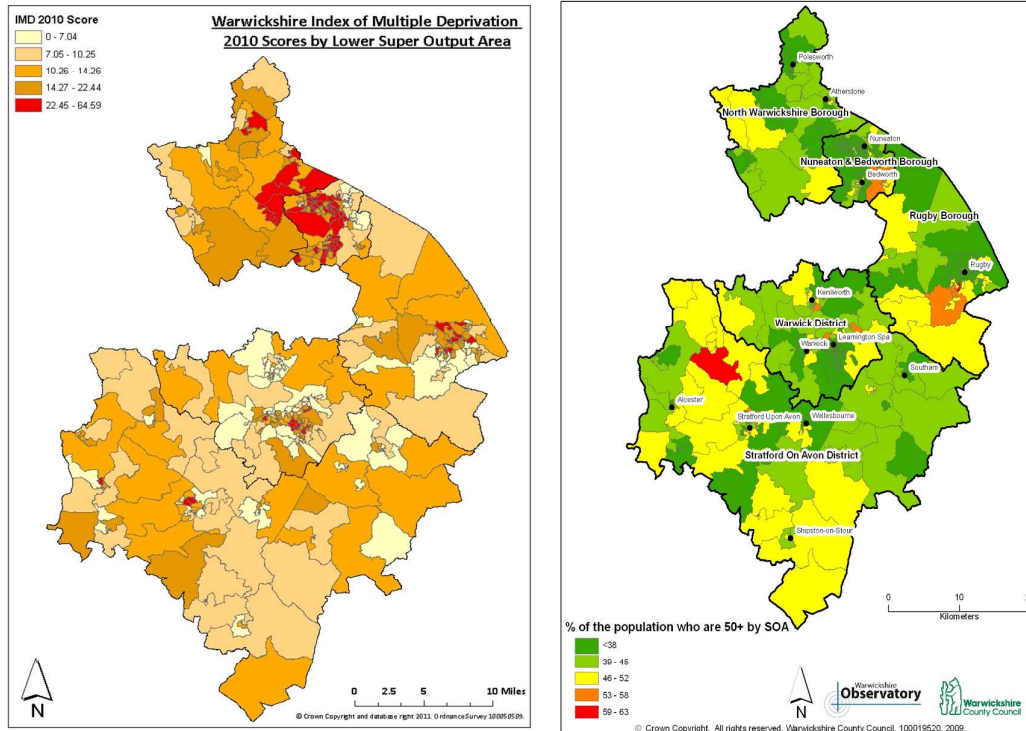 Warwickshire Index of Multiple Deprivation
2010 Scores by Lower Super Output Area
IMD 2010 Score
0 - 7.04
7.05 - 10.25
10.26 - 14.26
14.27 - 22.44
22.45 - 64.59
N
0 2.5 5 10 Miles
© Crown Copyright and database right 2011. Ordnance Survey 100050509.
Polesworth
Atherstone
North Warwickshire Borough
Nuneaton
Nuneaton & Bedworth Borough
Bedworth
Rugby Borough
Rugby
Kenilworth
Warwick District
Leamington Spa
Warwick
Southam
Alcester
Stratford Upon Avon
Wellesbourne
Stratford On Avon District
Shipston-on-Stour
0 10
Kilometers
% of the population who are 50+ by SOA
<38
39 - 45
46 - 52
53 - 58
59 - 63
N
Warwickshire
Observatory
Warwickshire
County Council
© Crown Copyright. All rights reserved. Warwickshire County Council, 100019520, 2009.